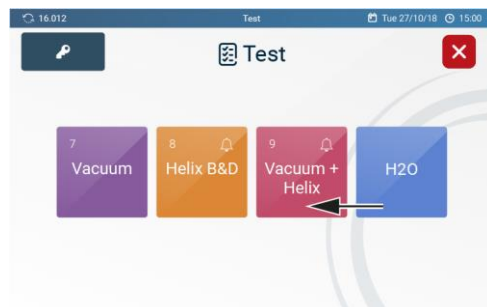 16.012
Test
Tue 27/10/18
15:00
Test
7
Vacuum
8
Helix B&D
9
Vacuum +
Helix
H2O